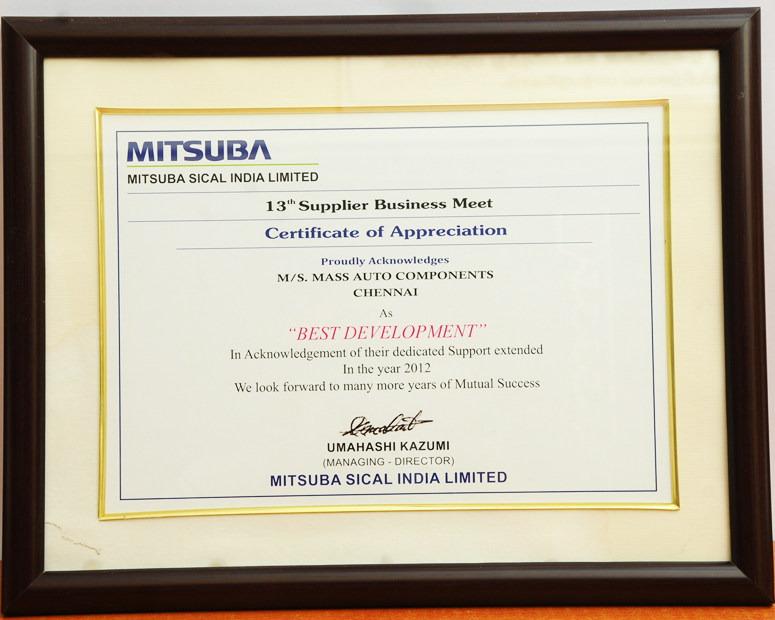 MITSUBA
MITSUBA SICAL INDIA LIMITED
13th Supplier Business Meet
Certificate of Appreciation
Proudly Acknowledges
M/S. MASS AUTO COMPONENTS
CHENNAI
As
“BEST DEVELOPMENT”
In Acknowledgement of their dedicated Support extended
In the year 2012
We look forward to many more years of Mutual Success
UMAHASHI KAZUMI
(MANAGING - DIRECTOR)
MITSUBA SICAL INDIA LIMITED